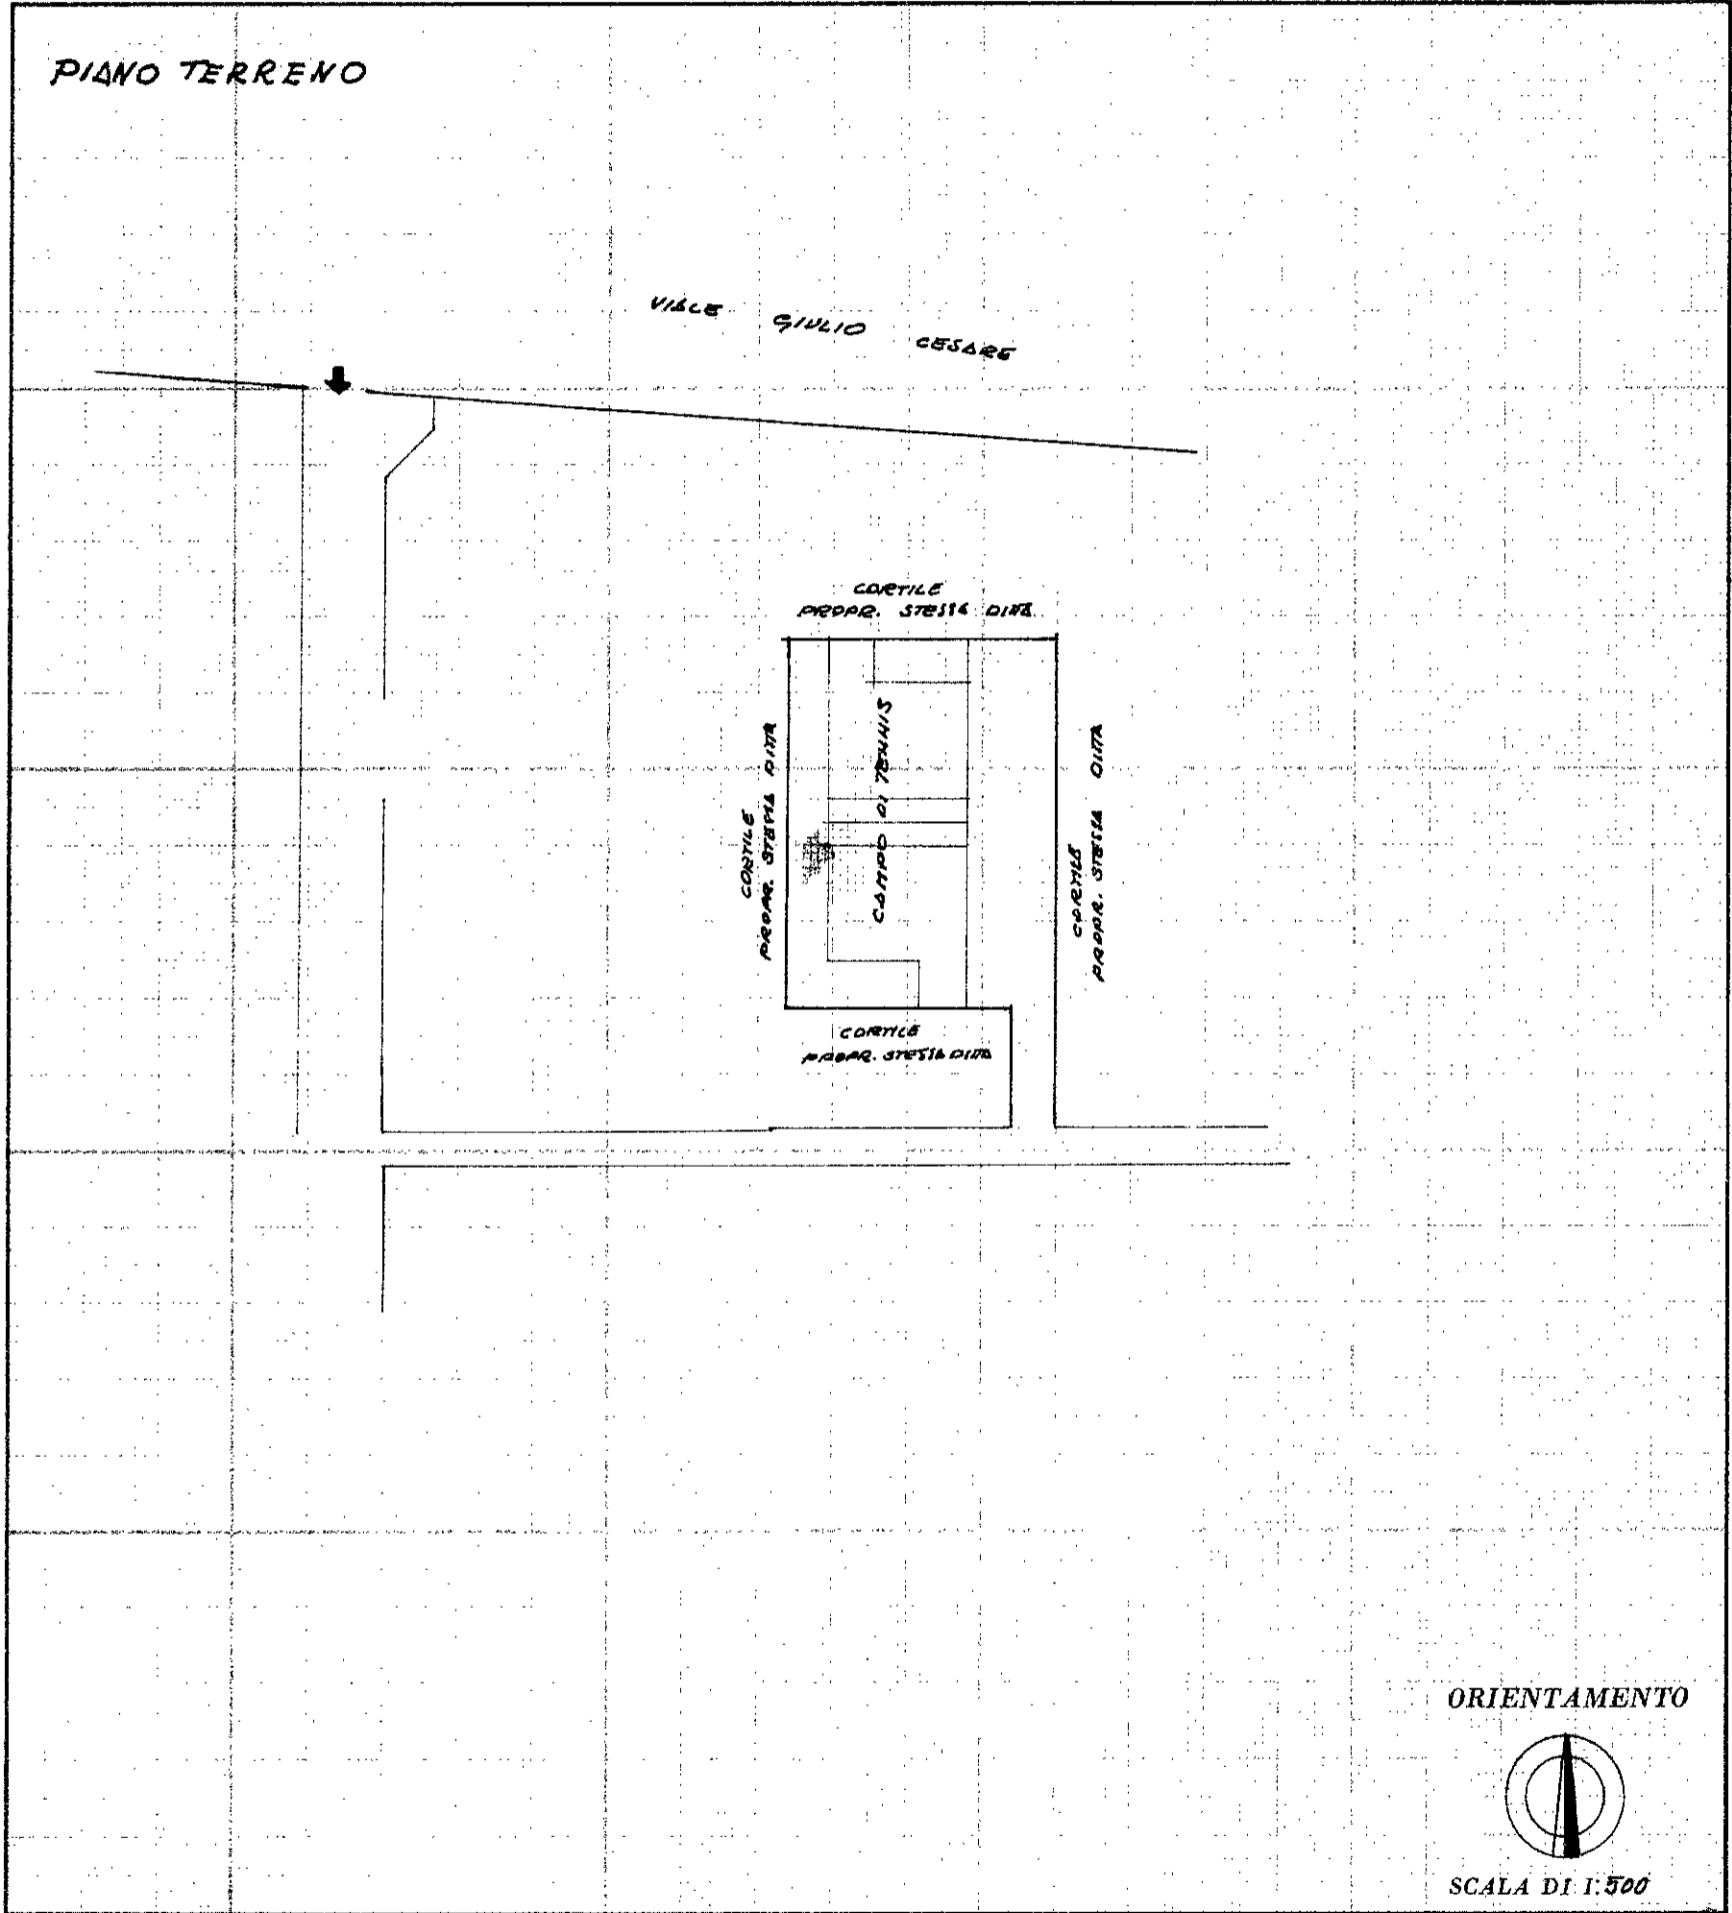 PIANO TERRENO
VIALE GIULIO CESARE
CORTILE
PROPR. STESSA DITTA
CORTILE
PROPR. STESSA DITTA
CAMPO DI TENNIS
CORTILE
PROPR. STESSA DITTA
CORTILE
PROPR. STESSA DITTA
ORIENTAMENTO
SCALA DI 1:500